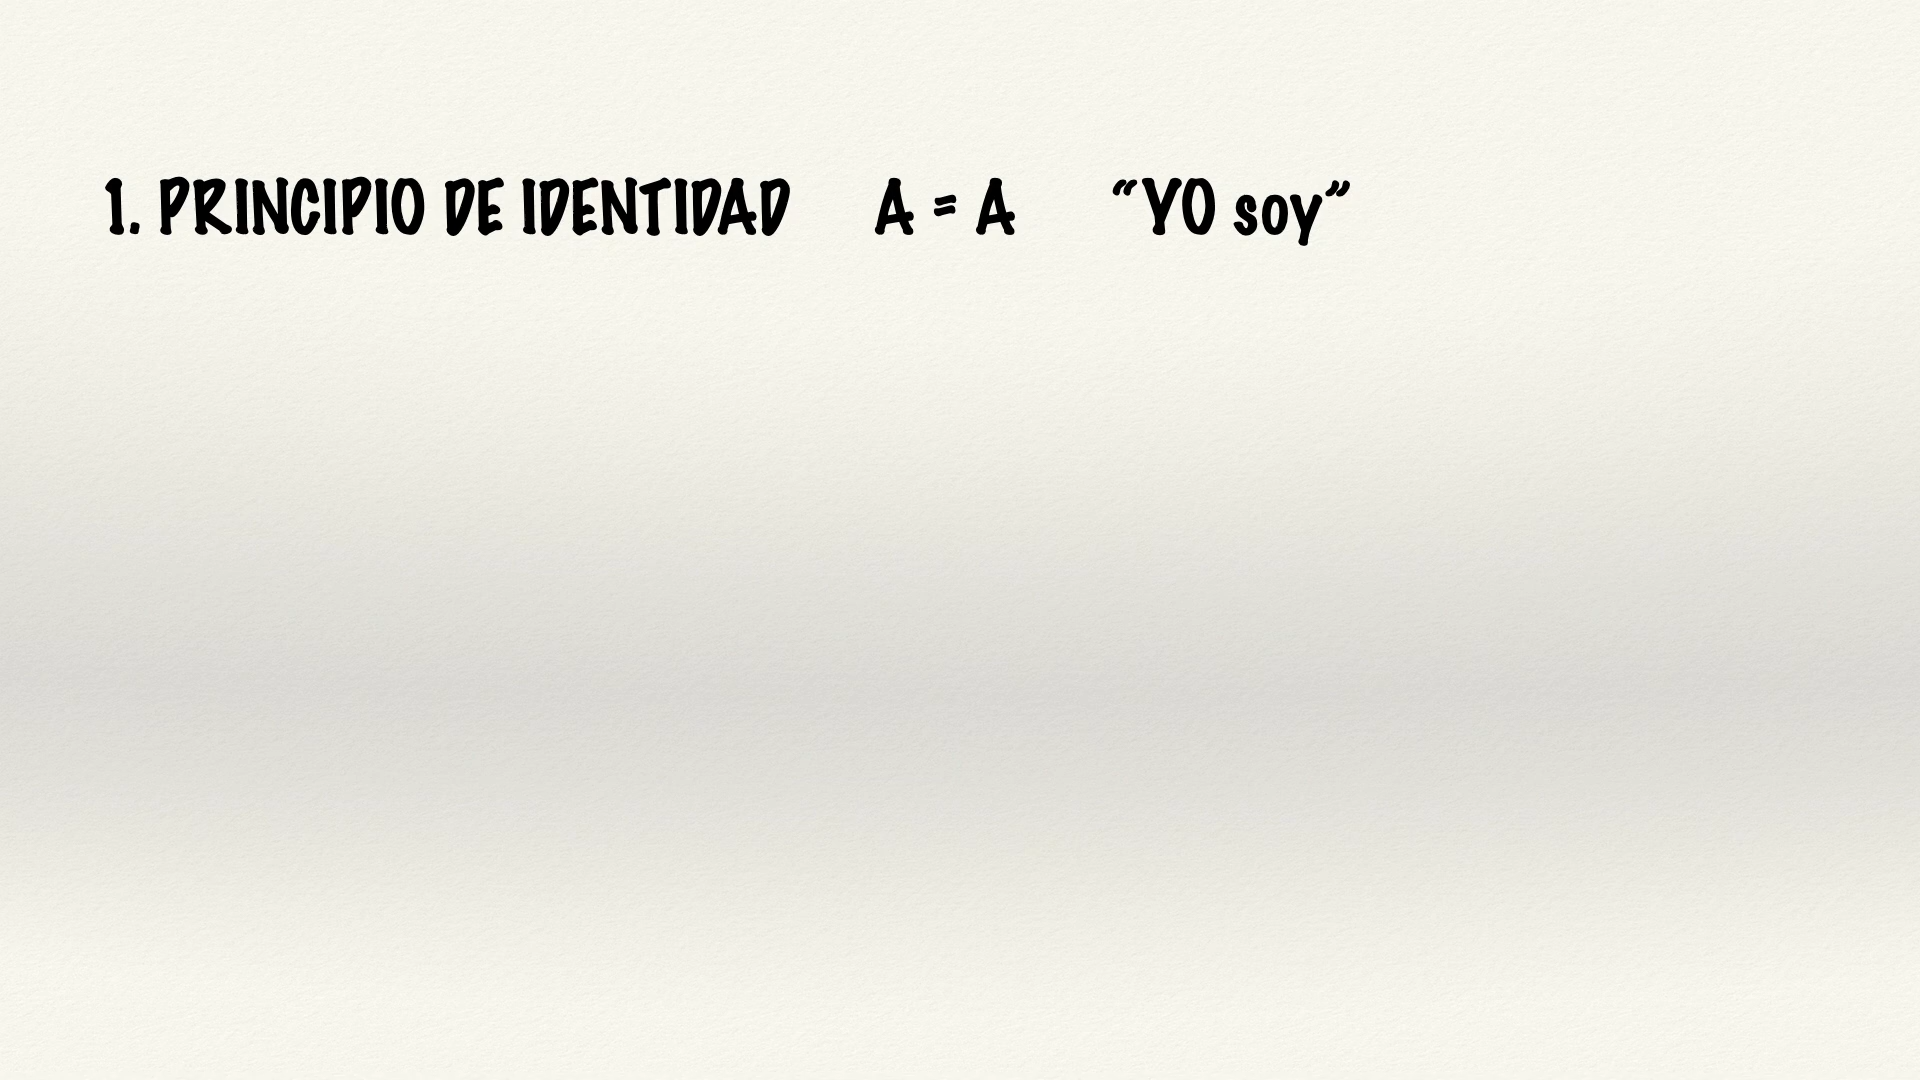 1. PRINCIPIO DE IDENTIDAD A = A “YO soy”